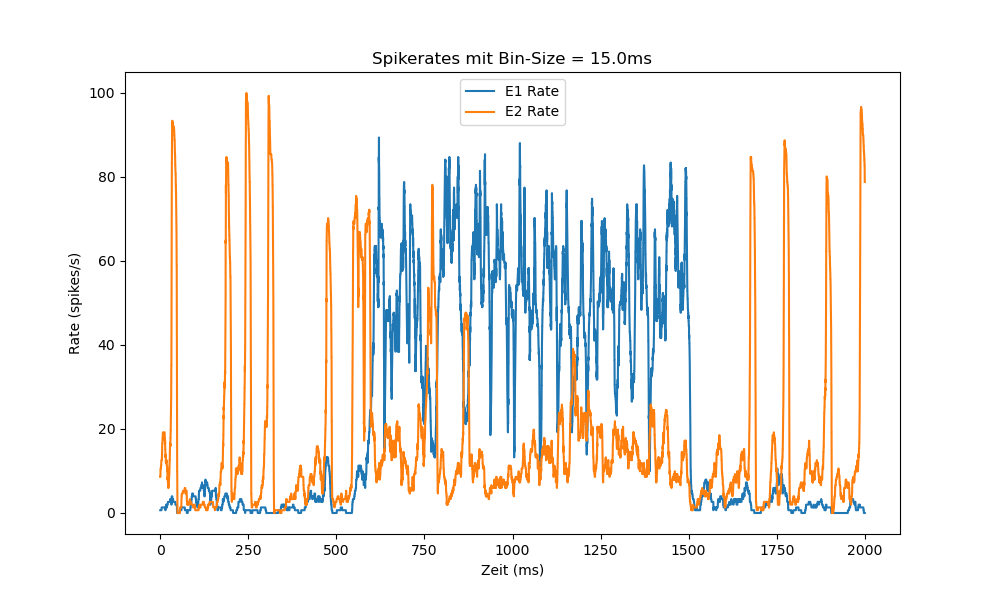 Spikerates mit Bin-Size = 15.0ms
E1 Rate
E2 Rate
Rate (spikes/s)
100
80
60
40
20
0
0 250 500 750 1000 1250 1500 1750 2000
Zeit (ms)